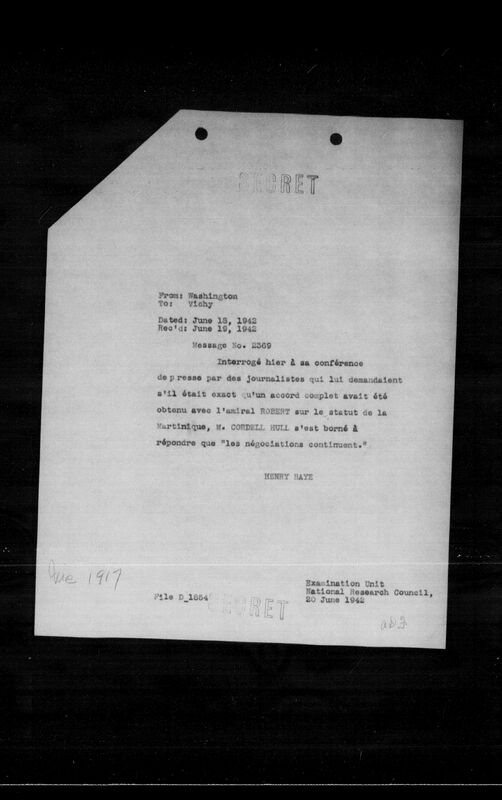 SECRET
From: Washington
To: Vichy
Dated: June 18, 1942
Rec'd: June 19, 1942
Message No. 2369
Interrogé hier à sa conférence
de presse par des journalistes qui lui demandaient
s'il était exact qu'un accord complet avait été
obtenu avec l'amiral ROBERT sur le statut de la
Martinique, M. CORDELL HULL s'est borné à
répondre que "les négociations continuent."
HENRY HAYE
1917
File D_1854
SECRET
Examination Unit
National Research Council,
20 June 1942